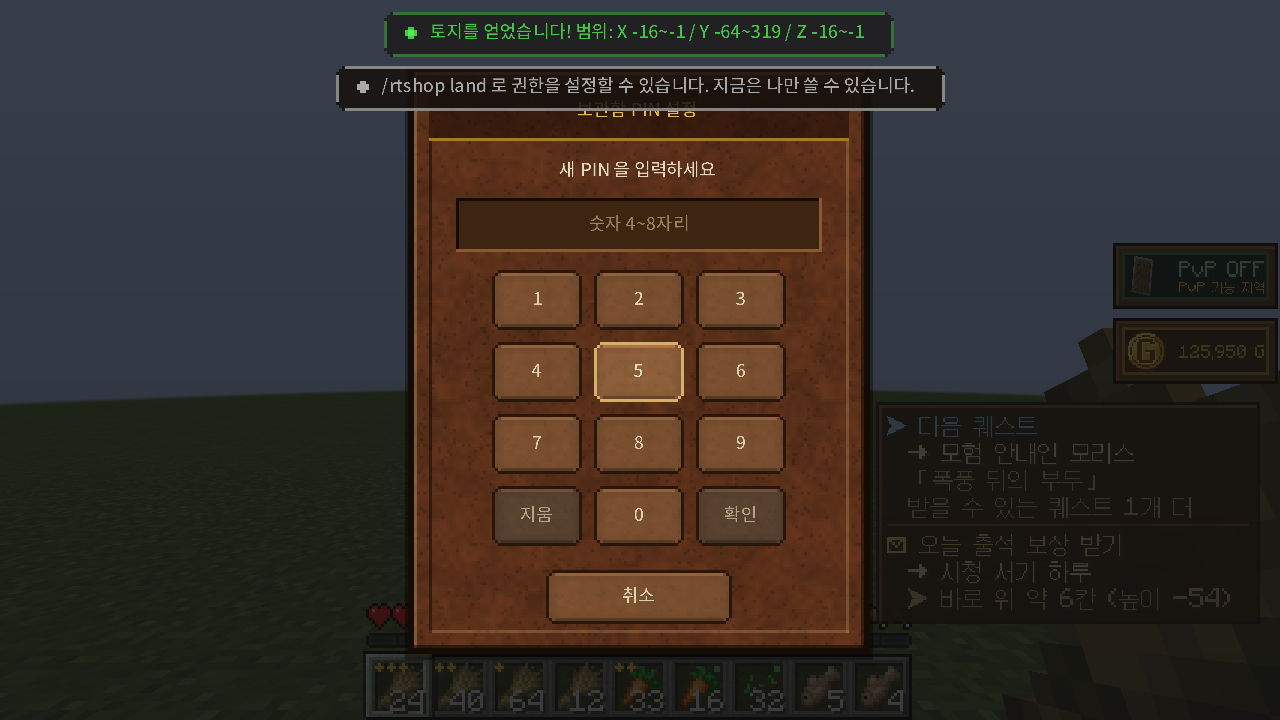 토지를 얻었습니다! 범위: X -16~-1 / Y -64~319 / Z -16~-1
/rtshop land 로 권한을 설정할 수 있습니다. 지금은 나만 쓸 수 있습니다.
보관함 PIN 설정
새 PIN 을 입력하세요
숫자 4~8자리
1 2 3
4 5 6
7 8 9
지움 0 확인
취소
PvP OFF
PvP 가능 지역
125,950 G
다음 퀘스트
모험 안내인 모리스
「폭풍 뒤의 부두」
받을 수 있는 퀘스트 1개 더
오늘 출석 보상 받기
시청 서기 하루
바로 위 약 6칸 (높이 -54)
24 40 64 12 33 16 32 5 4